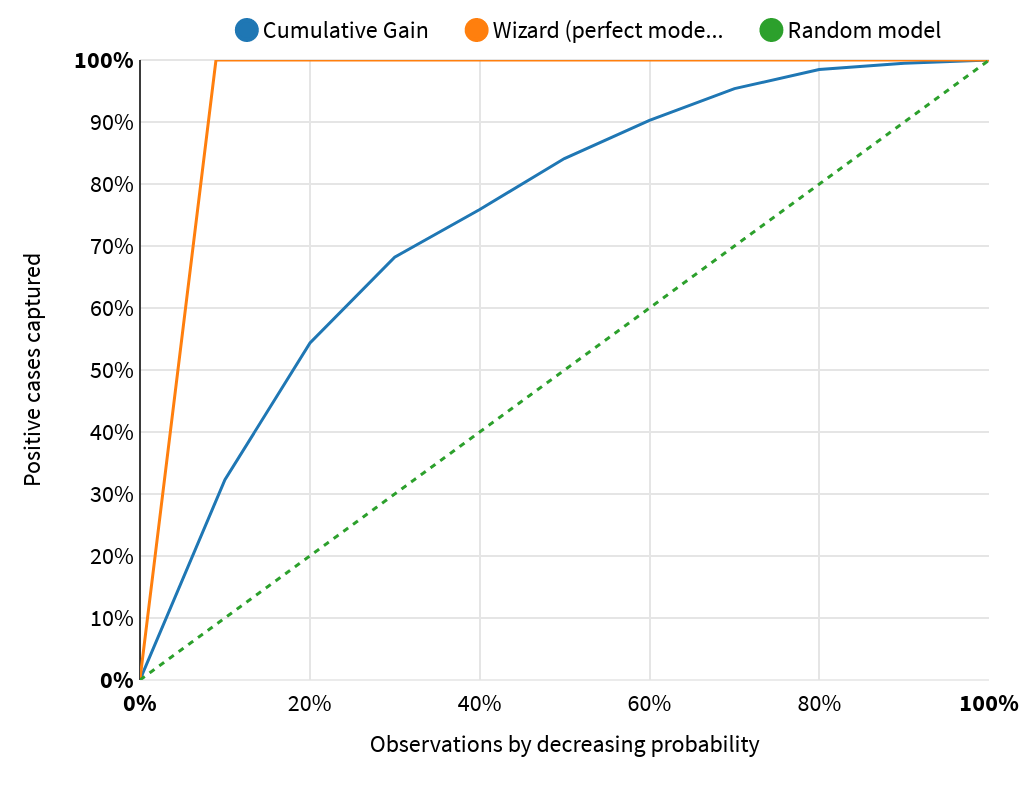 Cumulative Gain Wizard (perfect mode... Random model
100%
90%
80%
70%
60%
50%
40%
30%
20%
10%
0%
Positive cases captured
0% 20% 40% 60% 80% 100%
Observations by decreasing probability